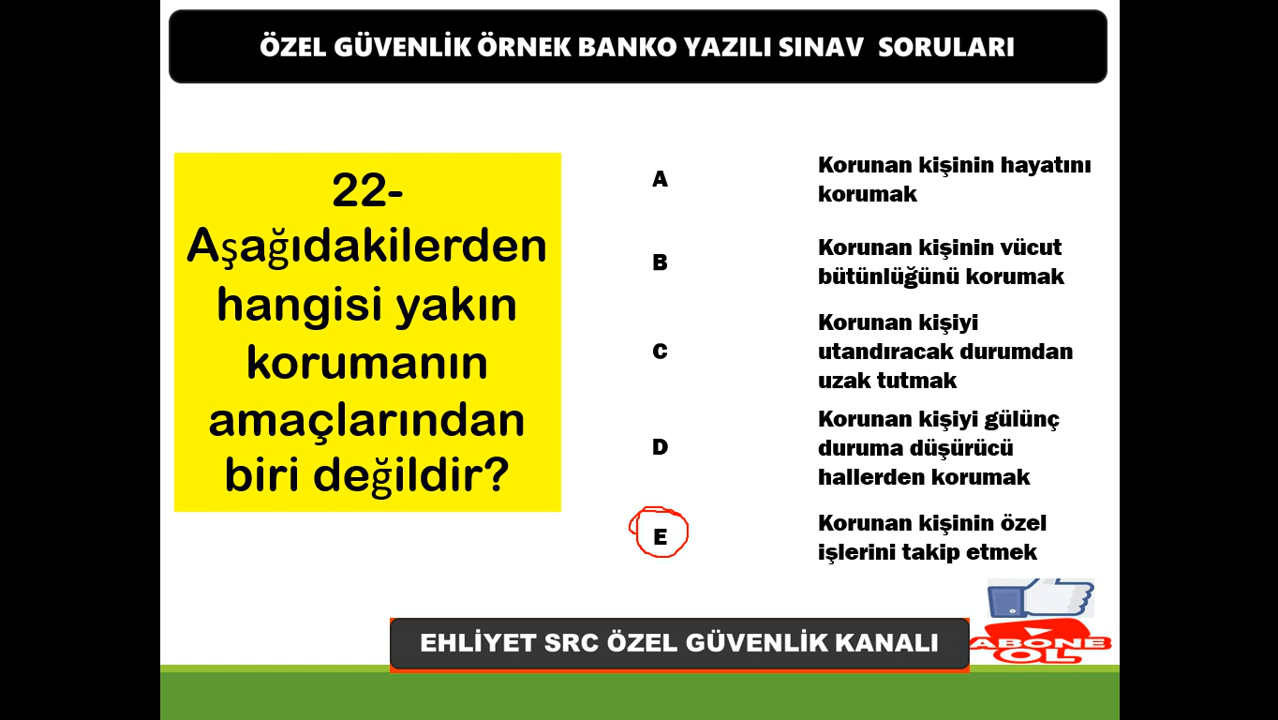 ÖZEL GÜVENLİK ÖRNEK BANKO YAZILI SINAV SORULARI
22-
Aşağıdakilerden
hangisi yakın
korumanın
amaçlarından
biri değildir?
A
Korunan kişinin hayatını
korumak
B
Korunan kişinin vücut
bütünlüğünü korumak
C
Korunan kişiyi
utandıracak durumdan
uzak tutmak
D
Korunan kişiyi gülünç
duruma düşürücü
hallerden korumak
E
Korunan kişinin özel
işlerini takip etmek
EHLİYET SRC ÖZEL GÜVENLİK KANALI
ABONE
OL